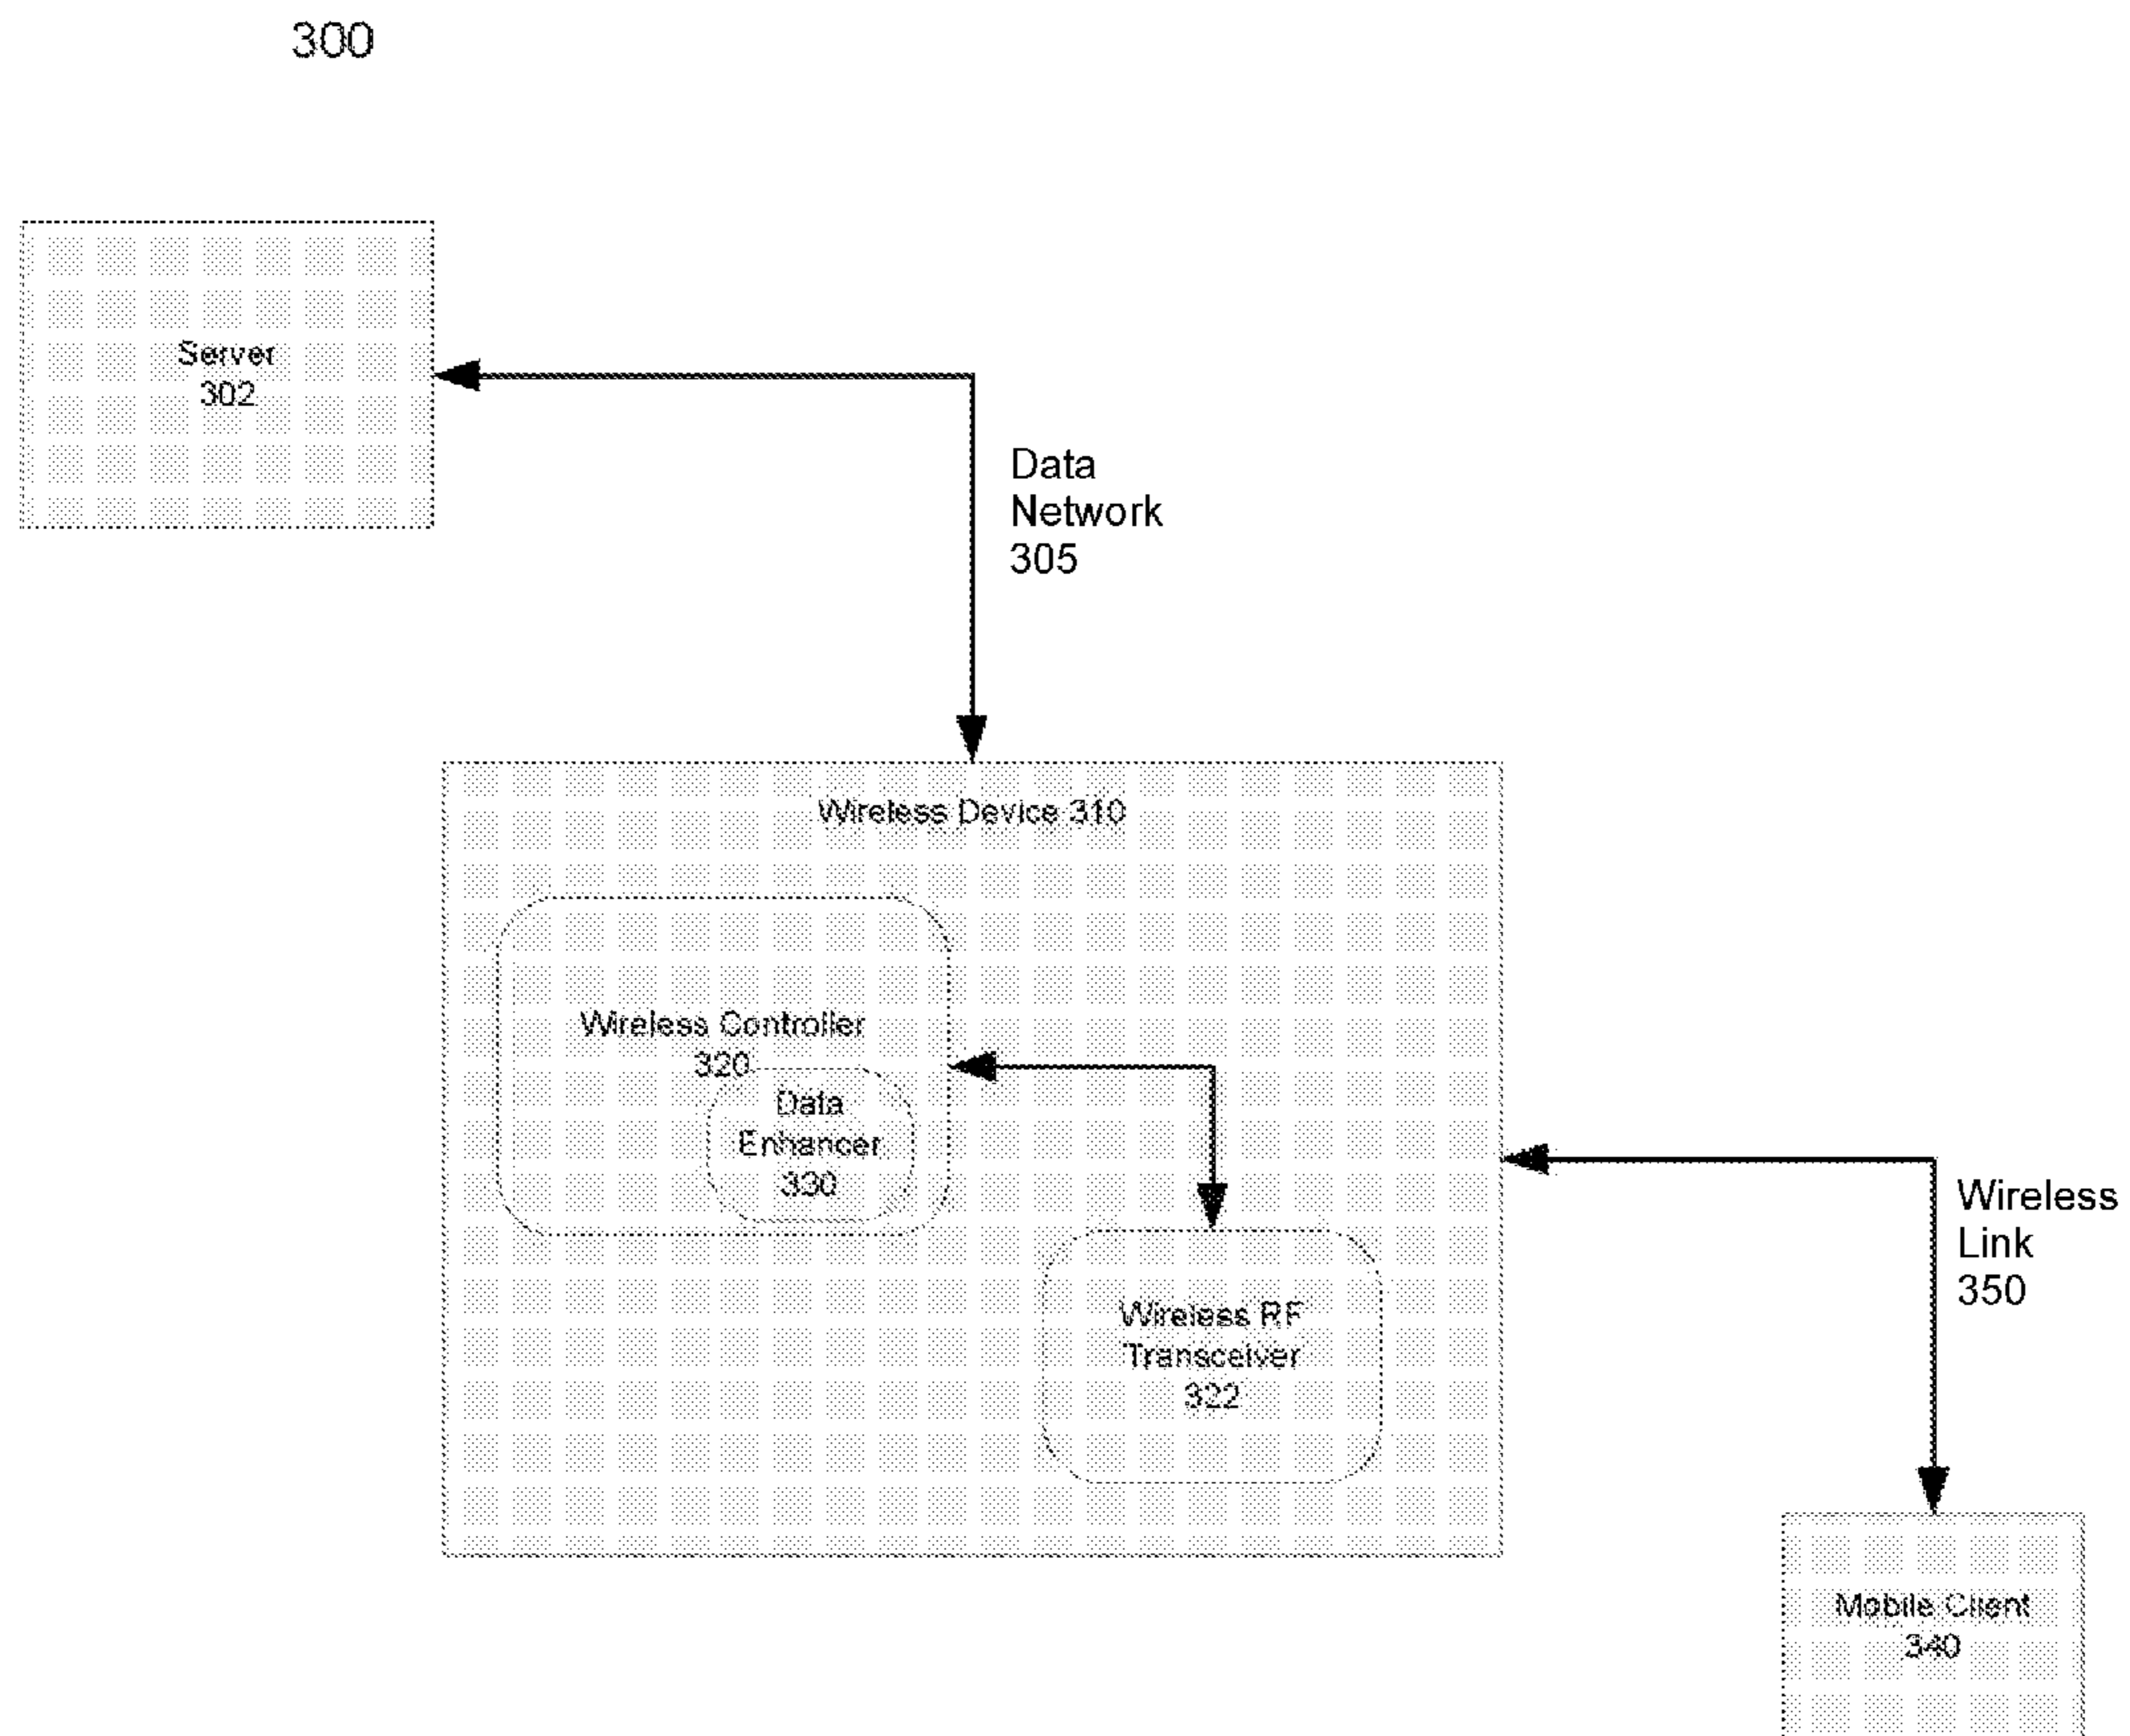 300
Server
302
Data
Network
305
Wireless Device 310
Wireless Controller
320
Data
Enhancer
330
Wireless RF
Transceiver
322
Wireless
Link
350
Mobile Client
340